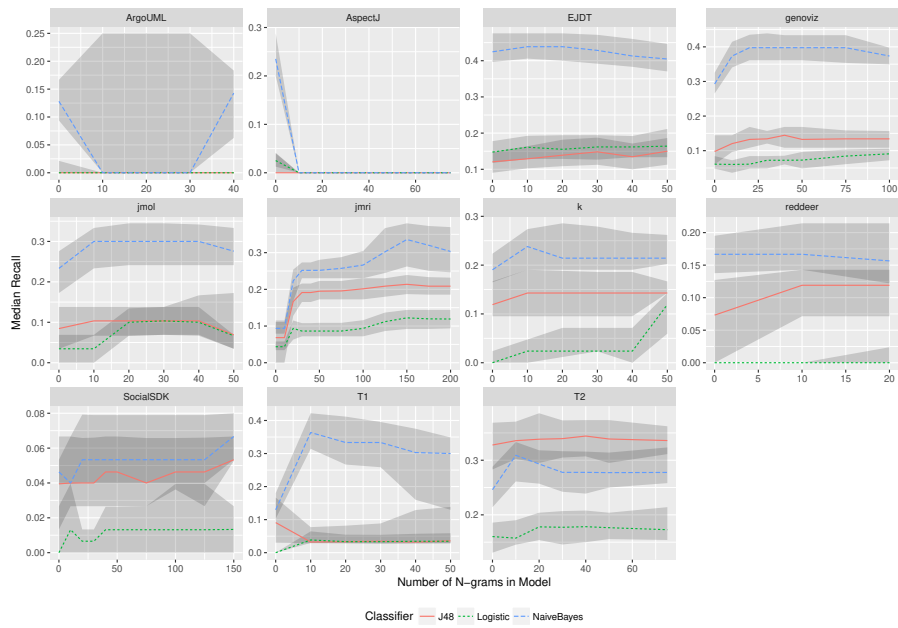 ArgoUML AspectJ EJDT genoviz
0.25
0.20
0.15
0.10
0.05
0.00
0 10 20 30 40
0.3
0.2
0.1
0.0
0 20 40 60
0.4
0.3
0.2
0.1
0 10 20 30 40 50
0.4
0.3
0.1
0 25 50 75 100
jmol jmri k reddeer
0.3
0.2
0.1
0.0
0 10 20 30 40 50
0.3
0.2
0.1
0.0
0 50 100 150 200
0.3
0.2
0.1
0.0
0 10 20 30 40 50
0.20
0.15
0.10
0.05
0.00
0 5 10 15 20
SocialSDK T1 T2
0.08
0.06
0.04
0.02
0.00
0 50 100 150
0.4
0.3
0.2
0.1
0.0
0 10 20 30 40 50
0.3
0.2
0 20 40 60
Median Recall
Number of N-grams in Model
Classifier J48 Logistic NaiveBayes